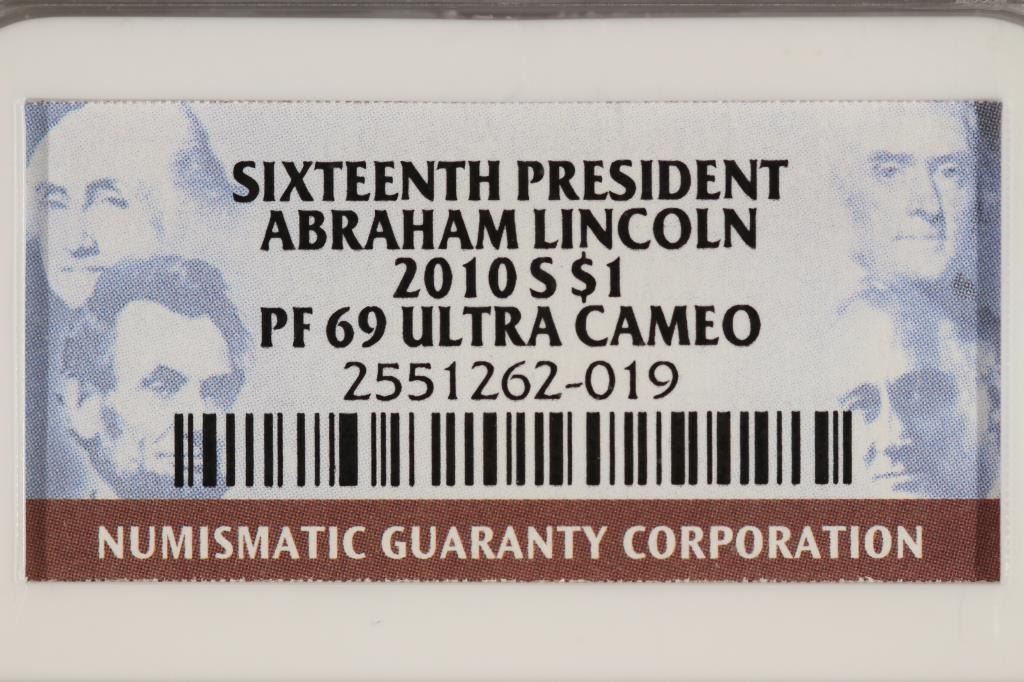 SIXTEENTH PRESIDENT
ABRAHAM LINCOLN
2010 S $1
PF 69 ULTRA CAMEO
2551262-019
NUMISMATIC GUARANTY CORPORATION